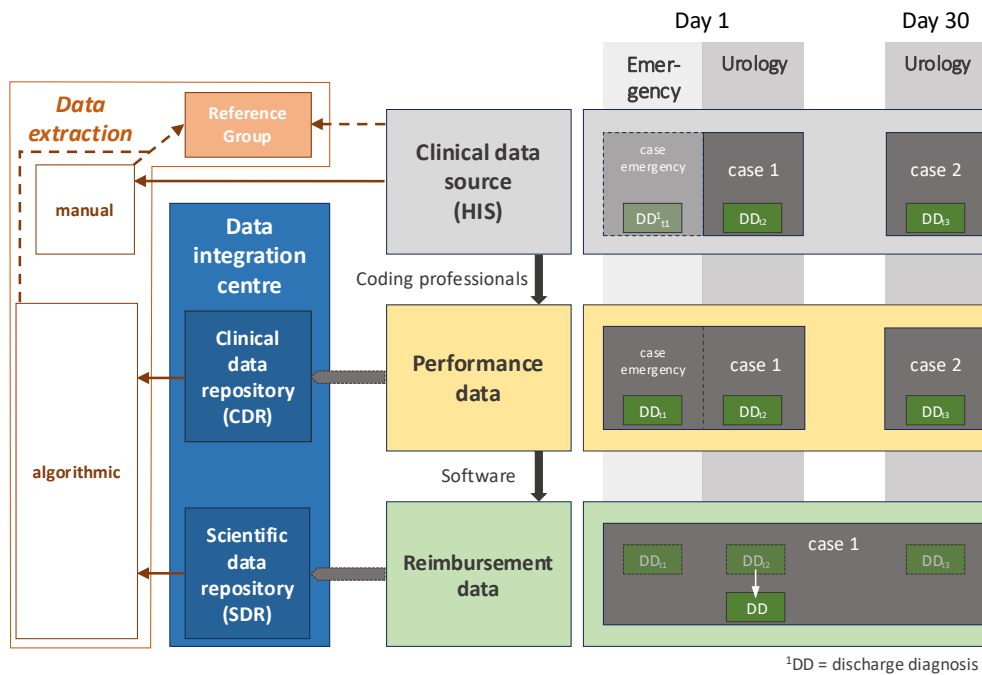 Day 1
Day 30
Emer-
gency
Urology
Urology
Data
extraction
Reference
Group
manual
algorithmic
Data
integration
centre
Clinical
data
repository
(CDR)
Scientific
data
repository
(SDR)
Clinical data
source
(HIS)
Coding professionals
Performance
data
Software
Reimbursement
data
case
emergency
case 1
case 2
DD¹t1
DDt2
DDt3
case
emergency
case 1
case 2
DDt1
DDt2
DDt3
case 1
DDt1
DDt2
DDt3
DD
¹DD = discharge diagnosis